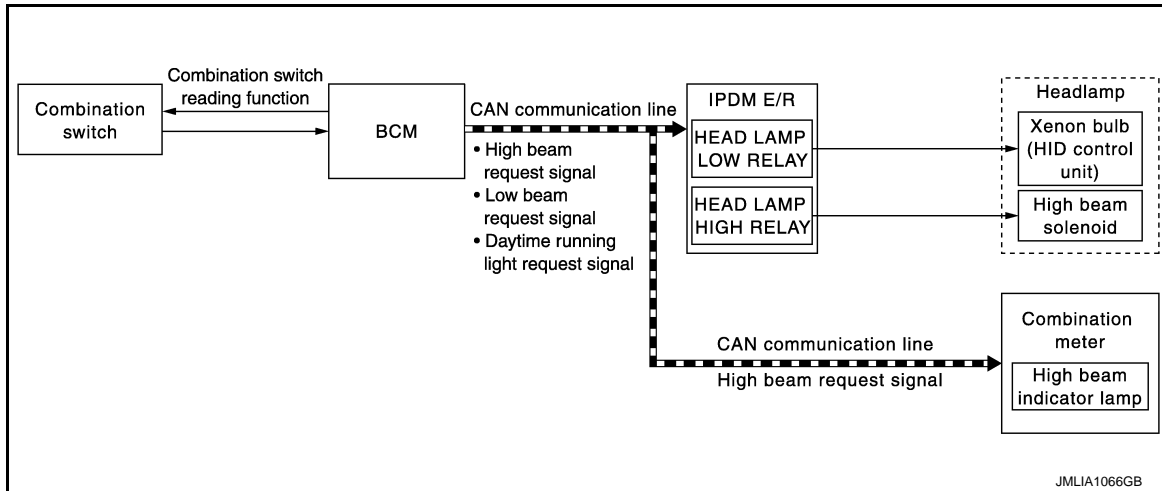 Combination
switch
Combination switch
reading function
BCM
CAN communication line
• High beam
request signal
• Low beam
request signal
• Daytime running
light request signal
IPDM E/R
HEAD LAMP
LOW RELAY
HEAD LAMP
HIGH RELAY
Headlamp
Xenon bulb
(HID control
unit)
High beam
solenoid
CAN communication line
High beam request signal
Combination
meter
High beam
indicator lamp
JMLIA1066GB